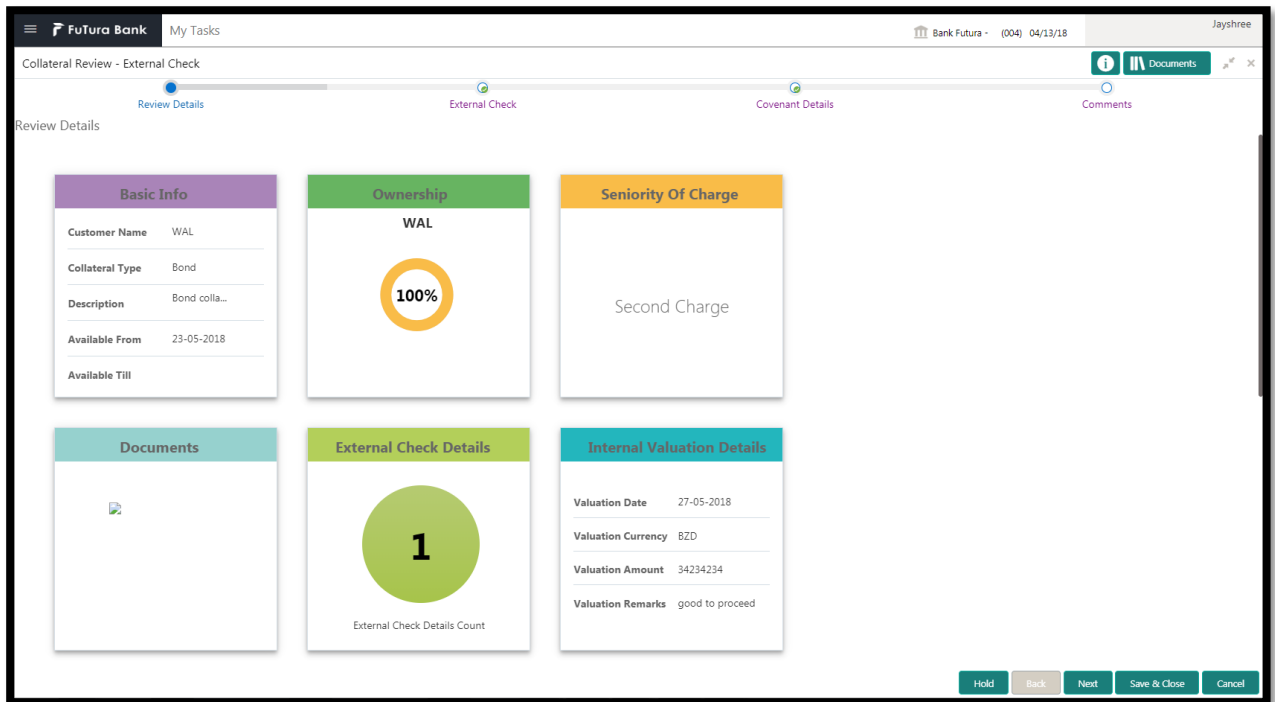 FuTura Bank
My Tasks
Bank Futura - (004) 04/13/18
Jayshree
Collateral Review - External Check
i
Documents
Review Details
External Check
Covenant Details
Comments
Review Details
Basic Info
Customer Name WAL
Collateral Type Bond
Description Bond colla...
Available From 23-05-2018
Available Till
Ownership
WAL
100%
Seniority Of Charge
Second Charge
Documents
External Check Details
1
External Check Details Count
Internal Valuation Details
Valuation Date 27-05-2018
Valuation Currency BZD
Valuation Amount 34234234
Valuation Remarks good to proceed
Hold
Back
Next
Save & Close
Cancel